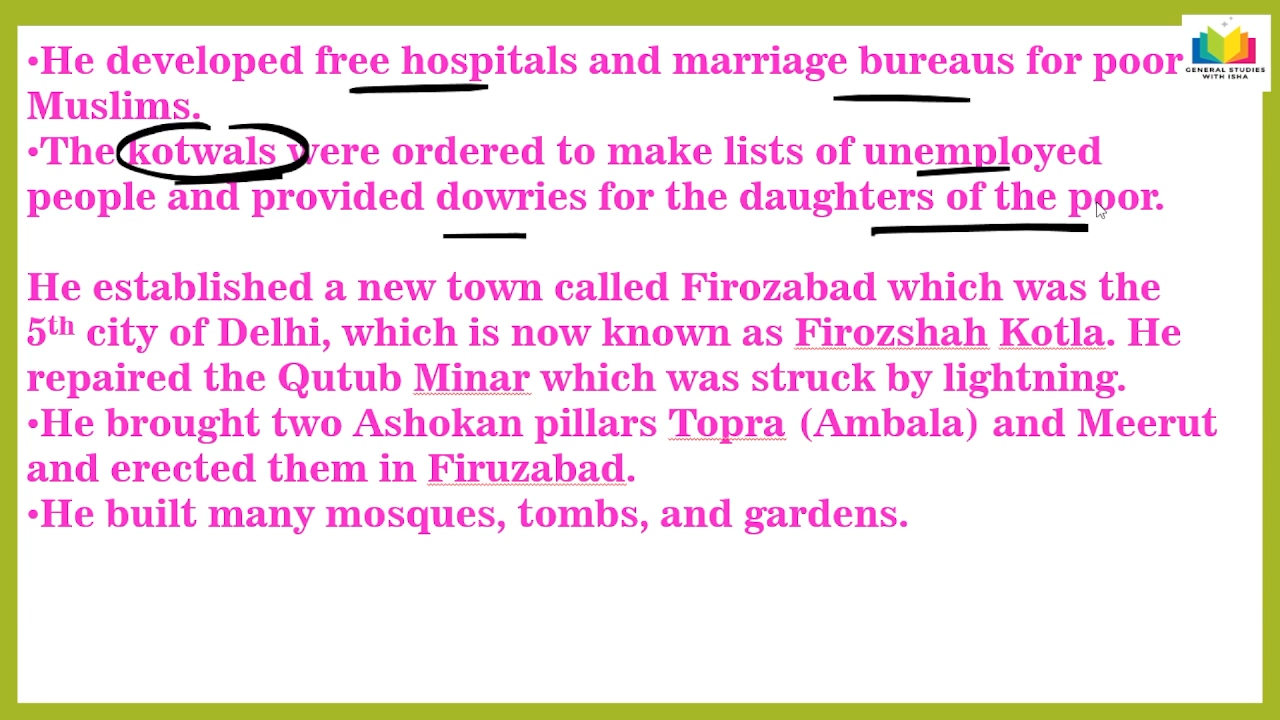 •He developed free hospitals and marriage bureaus for poor
Muslims.
•The kotwals were ordered to make lists of unemployed
people and provided dowries for the daughters of the poor.
He established a new town called Firozabad which was the
5th city of Delhi, which is now known as Firozshah Kotla. He
repaired the Qutub Minar which was struck by lightning.
•He brought two Ashokan pillars Topra (Ambala) and Meerut
and erected them in Firuzabad.
•He built many mosques, tombs, and gardens.
GENERAL STUDIES
WITH ISHA